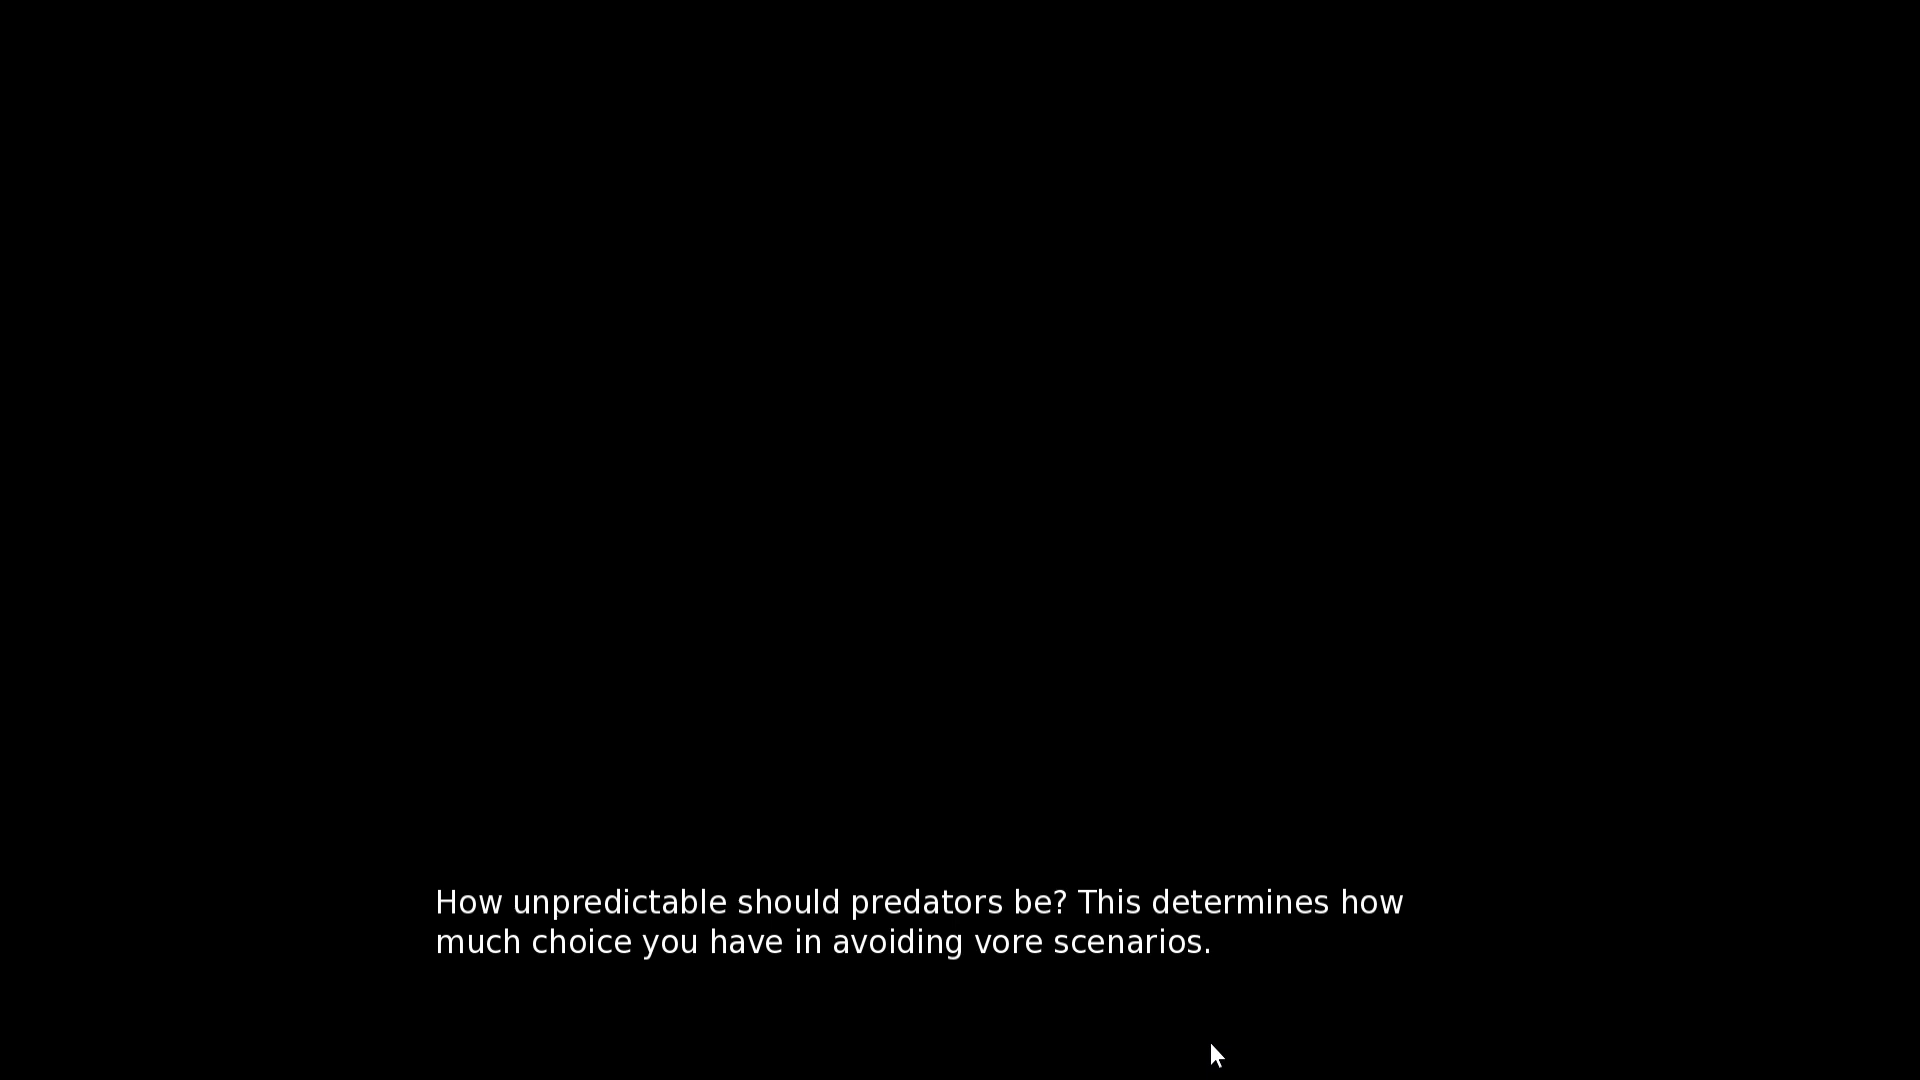 How unpredictable should predators be? This determines how
much choice you have in avoiding vore scenarios.